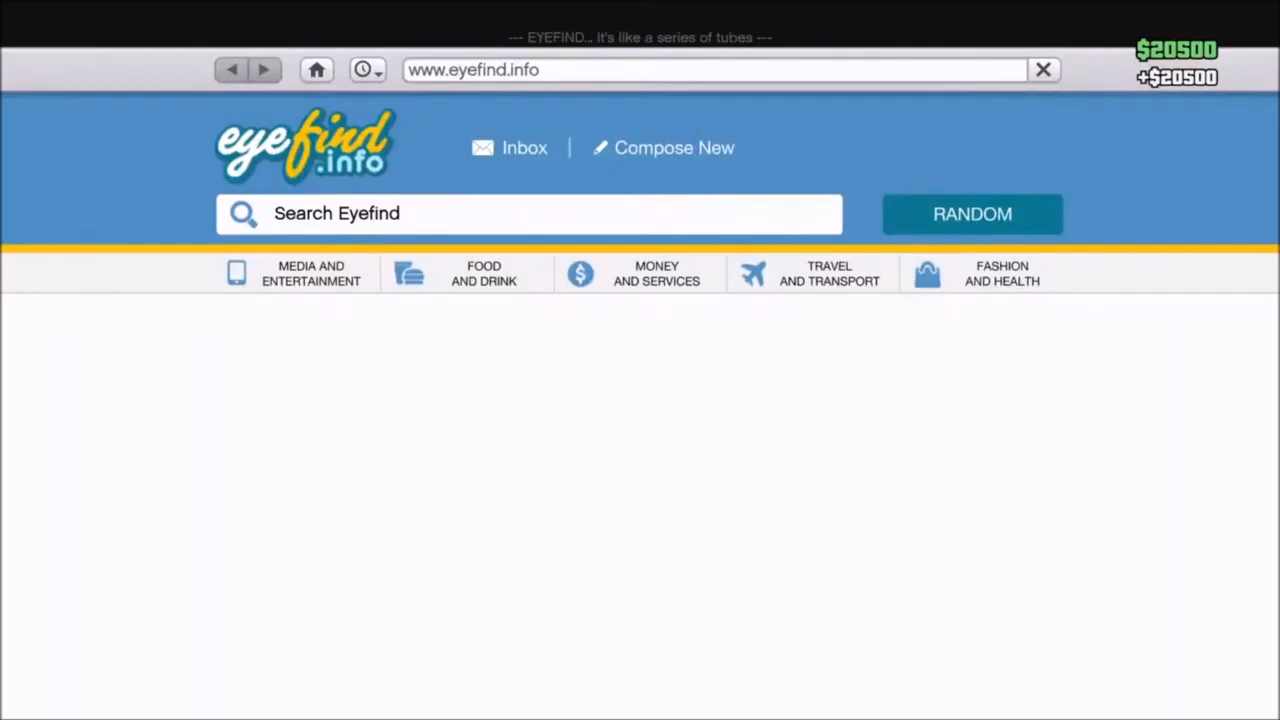 --- EYEFIND... It's like a series of tubes ---
$20500
+$20500
www.eyefind.info
eyefind
.info
Inbox
Compose New
Search Eyefind
RANDOM
MEDIA AND
ENTERTAINMENT
FOOD
AND DRINK
MONEY
AND SERVICES
TRAVEL
AND TRANSPORT
FASHION
AND HEALTH